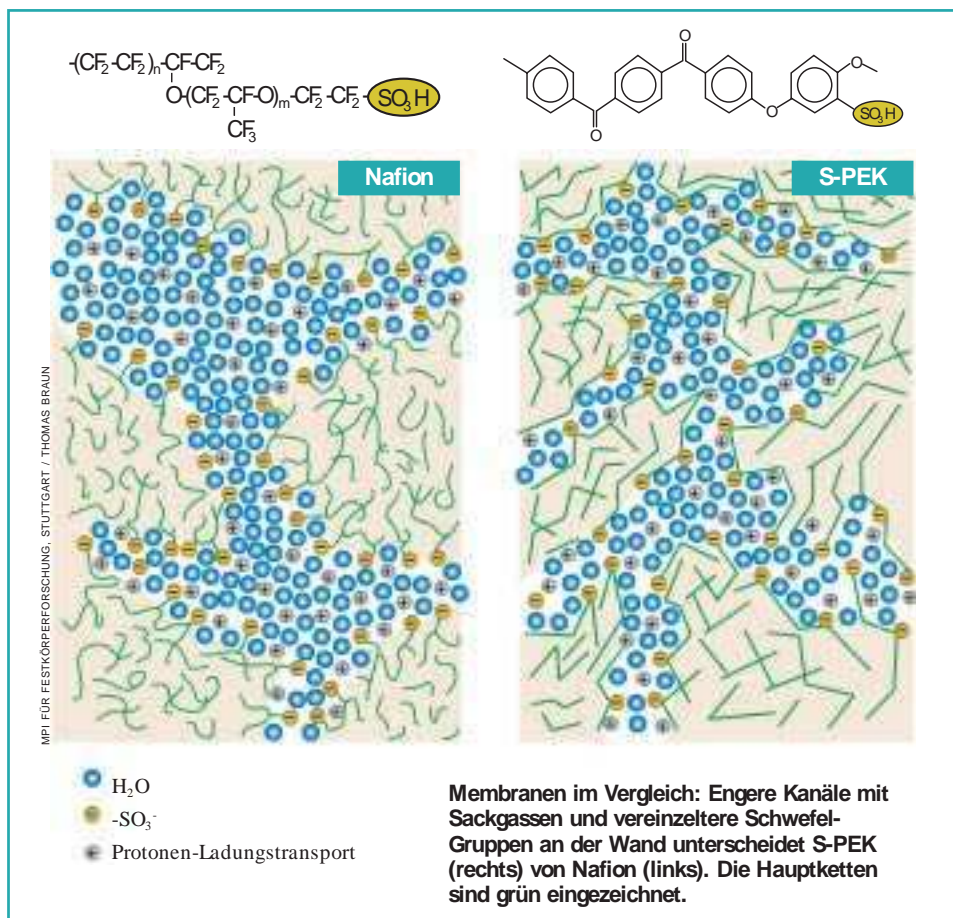 -(CF₂-CF₂)ₙ-CF-CF₂
O-(CF₂-CF-O)ₘ-CF₂-CF₂-SO₃H
CF₃
O
O
O
O
SO₃H
Nafion
S-PEK
MPI FÜR FESTKÖRPERFORSCHUNG, STUTTGART / THOMAS BRAUN
H₂O
-SO₃⁻
Protonen-Ladungstransport
Membranen im Vergleich: Engere Kanäle mit
Sackgassen und vereinzeltere Schwefel-
Gruppen an der Wand unterscheidet S-PEK
(rechts) von Nafion (links). Die Hauptketten
sind grün eingezeichnet.